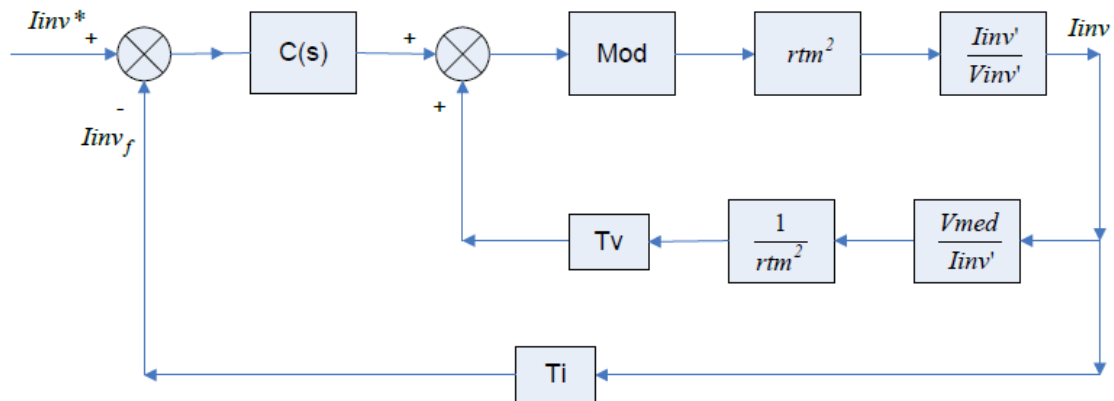 Iinv*
+
C(s)
+
Mod
rtm²
Iinv'
Vinv'
Iinv
-
Iinv_f
+
Tv
1
rtm²
Vmed
Iinv'
Ti